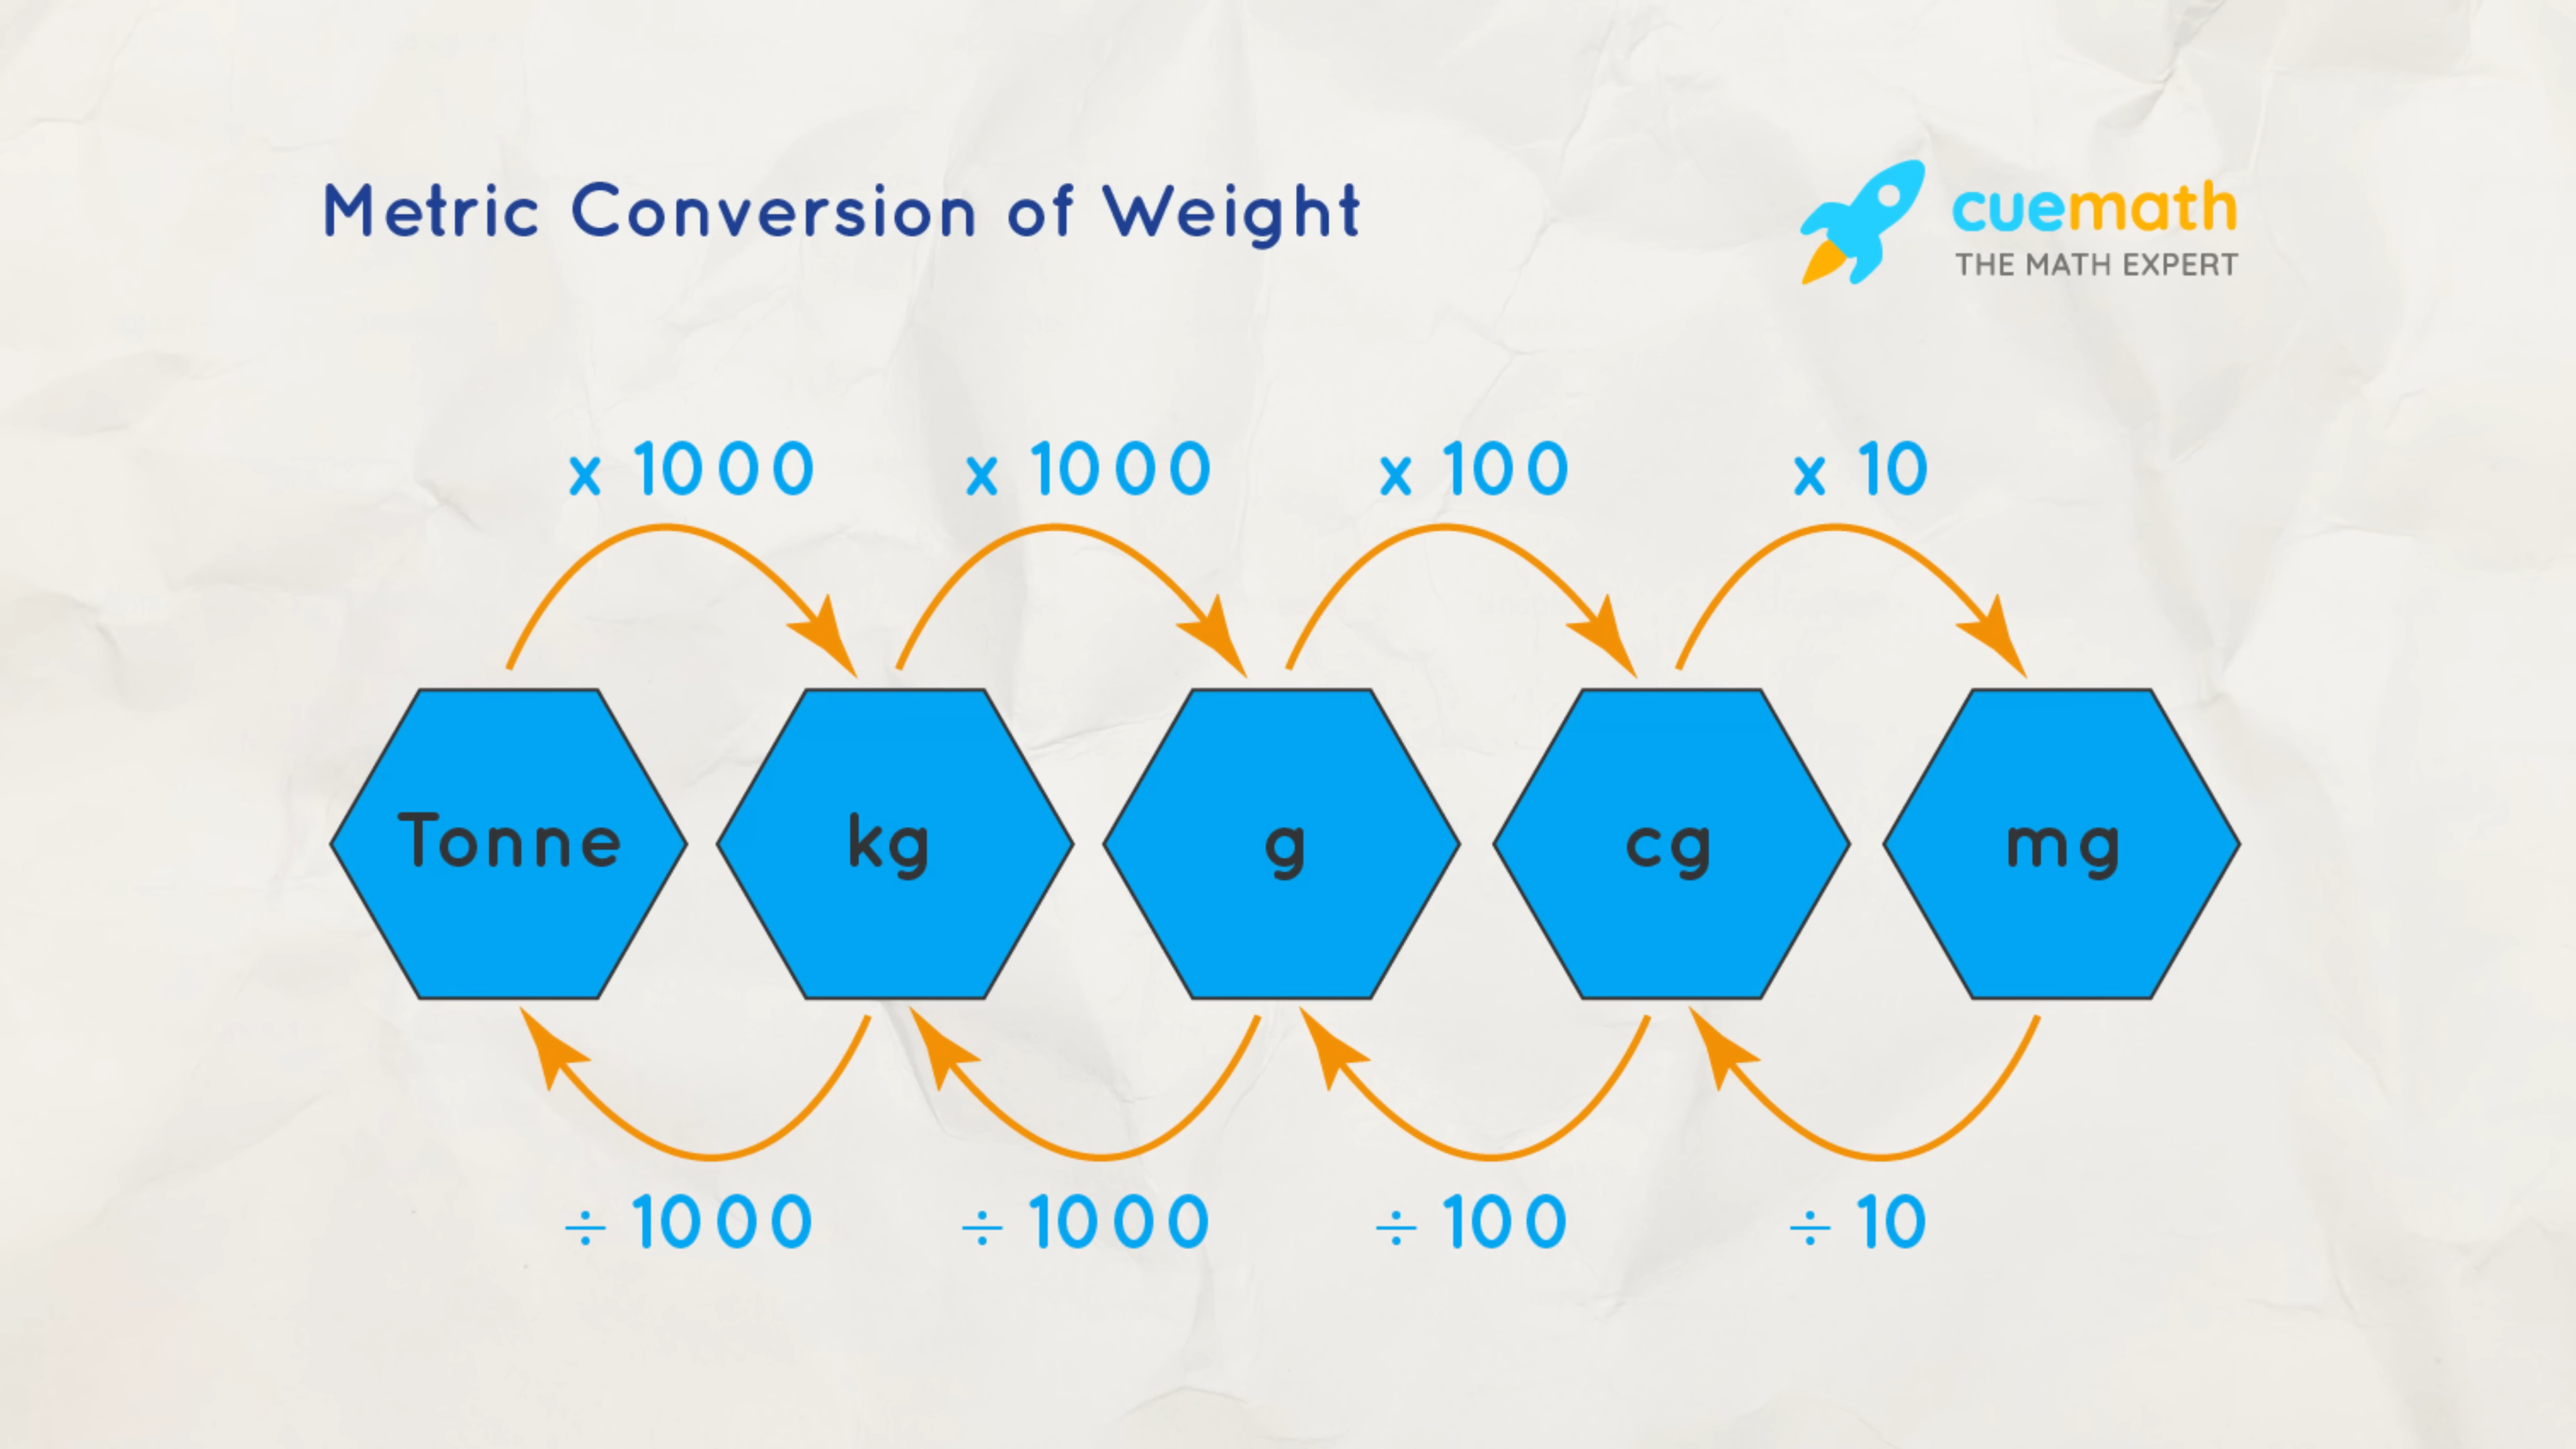 Metric Conversion of Weight
cuemath
THE MATH EXPERT
x 1000 x 1000 x 100 x 10
Tonne kg g cg mg
÷ 1000 ÷ 1000 ÷ 100 ÷ 10